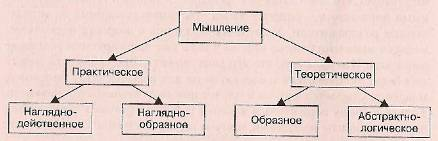 Мышление
Практическое
Теоретическое
Наглядно-
действенное
Наглядно-
образное
Образное
Абстрактно-
логическое